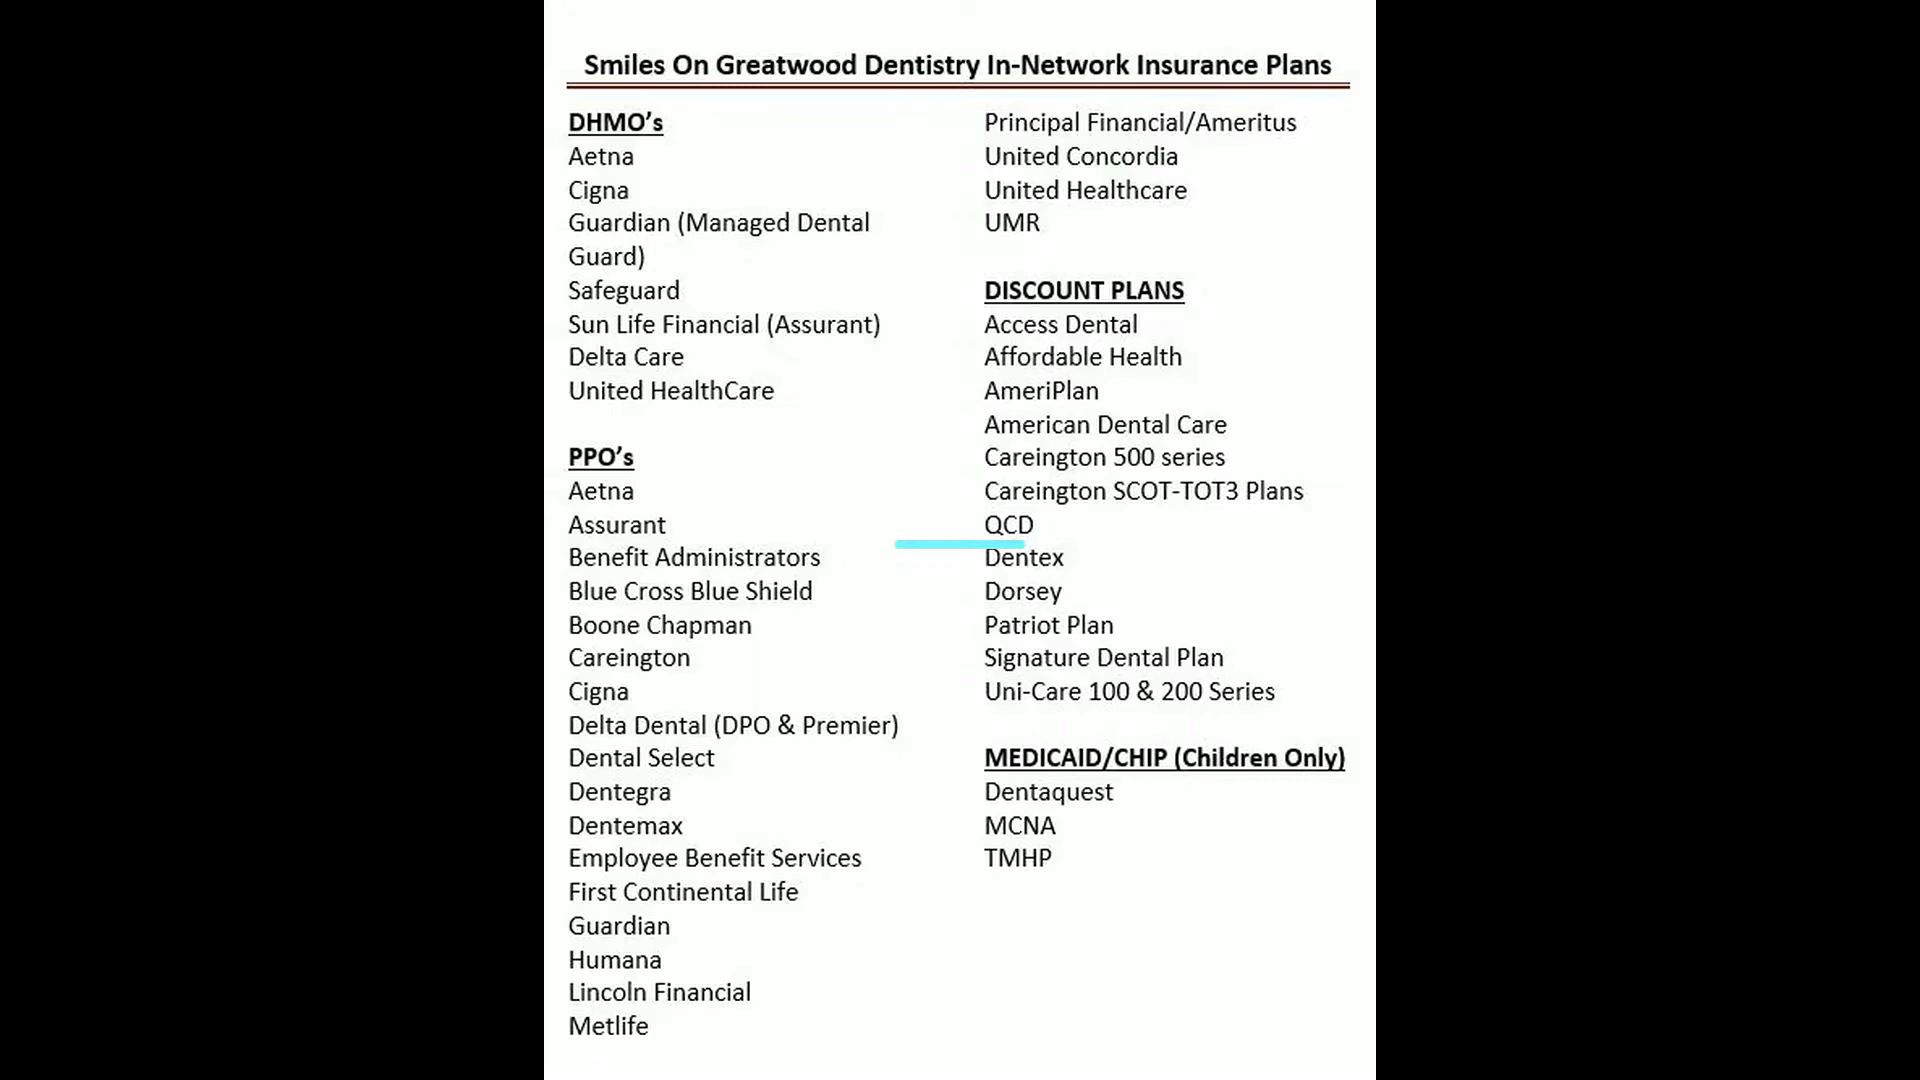 Smiles On Greatwood Dentistry In-Network Insurance Plans
DHMO’s
Aetna
Cigna
Guardian (Managed Dental
Guard)
Safeguard
Sun Life Financial (Assurant)
Delta Care
United HealthCare
PPO’s
Aetna
Assurant
Benefit Administrators
Blue Cross Blue Shield
Boone Chapman
Careington
Cigna
Delta Dental (DPO & Premier)
Dental Select
Dentegra
Dentemax
Employee Benefit Services
First Continental Life
Guardian
Humana
Lincoln Financial
Metlife
Principal Financial/Ameritus
United Concordia
United Healthcare
UMR
DISCOUNT PLANS
Access Dental
Affordable Health
AmeriPlan
American Dental Care
Careington 500 series
Careington SCOT-TOT3 Plans
QCD
Dentex
Dorsey
Patriot Plan
Signature Dental Plan
Uni-Care 100 & 200 Series
MEDICAID/CHIP (Children Only)
Dentaquest
MCNA
TMHP